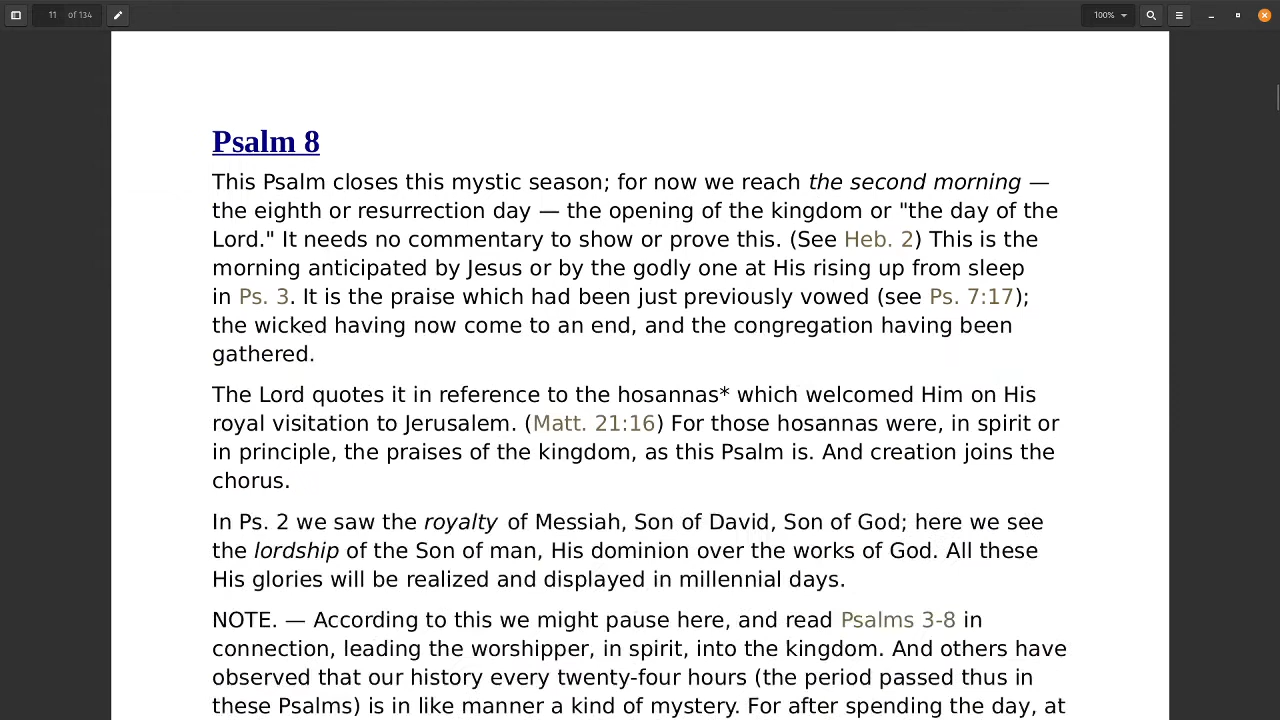 11 of 134
100%
Psalm 8
This Psalm closes this mystic season; for now we reach the second morning —
the eighth or resurrection day — the opening of the kingdom or "the day of the
Lord." It needs no commentary to show or prove this. (See Heb. 2) This is the
morning anticipated by Jesus or by the godly one at His rising up from sleep
in Ps. 3. It is the praise which had been just previously vowed (see Ps. 7:17);
the wicked having now come to an end, and the congregation having been
gathered.
The Lord quotes it in reference to the hosannas* which welcomed Him on His
royal visitation to Jerusalem. (Matt. 21:16) For those hosannas were, in spirit or
in principle, the praises of the kingdom, as this Psalm is. And creation joins the
chorus.
In Ps. 2 we saw the royalty of Messiah, Son of David, Son of God; here we see
the lordship of the Son of man, His dominion over the works of God. All these
His glories will be realized and displayed in millennial days.
NOTE. — According to this we might pause here, and read Psalms 3-8 in
connection, leading the worshipper, in spirit, into the kingdom. And others have
observed that our history every twenty-four hours (the period passed thus in
these Psalms) is in like manner a kind of mystery. For after spending the day, at